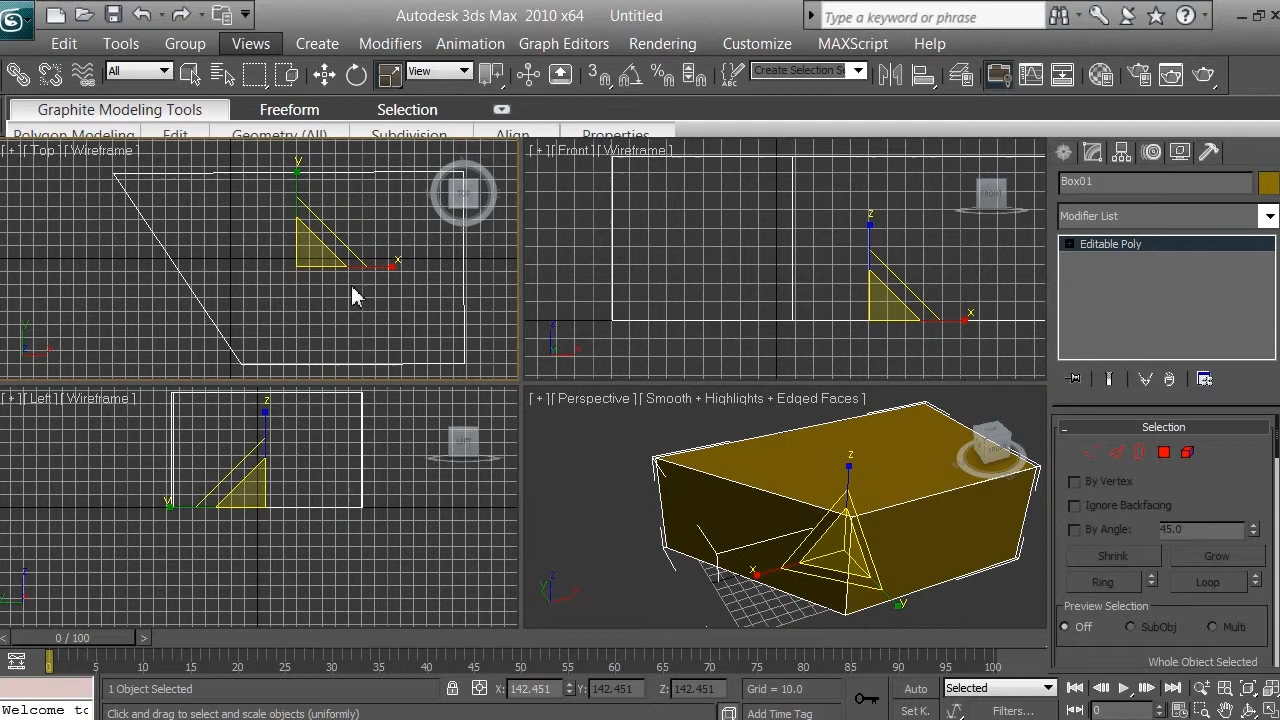 Autodesk 3ds Max 2010 x64 Untitled
Type a keyword or phrase
Edit Tools Group Views Create Modifiers Animation Graph Editors Rendering Customize MAXScript Help
All View Create Selection Se
Graphite Modeling Tools Freeform Selection
Polygon Modeling Edit Geometry (All) Subdivision Align Properties
[ + ] [ Top ] [ Wireframe ]
[ + ] [ Front ] [ Wireframe ]
y
TOP
x
z
FRONT
x
Box01
Modifier List
Editable Poly
[ + ] [ Left ] [ Wireframe ]
[ + ] [ Perspective ] [ Smooth + Highlights + Edged Faces ]
z
LEFT
y
z
FRONT
x
y
Selection
By Vertex
Ignore Backfacing
By Angle: 45.0
Shrink Grow
Ring Loop
Preview Selection
Off SubObj Multi
Whole Object Selected
< 0 / 100 >
0 5 10 15 20 25 30 35 40 45 50 55 60 65 70 75 80 85 90 95 100
1 Object Selected X: 142.451 Y: 142.451 Z: 142.451 Grid = 10.0 Auto Selected
Welcome to Click and drag to select and scale objects (uniformly) Add Time Tag Set K. Filters... 0